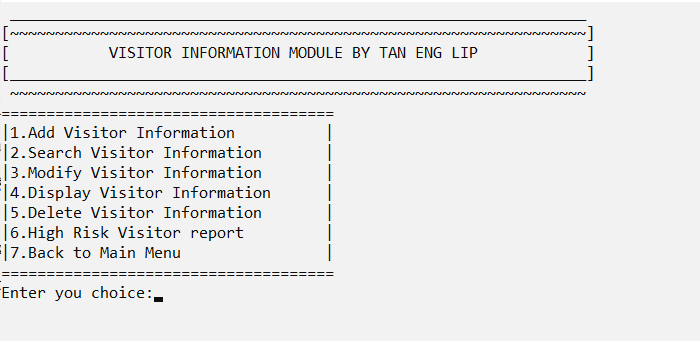 [~~~~~~~~~~~~~~~~~~~~~~~~~~~~~~~~~~~~~~~~~~~~~~~~~~~~~~~~~~~~~~~~]
[ VISITOR INFORMATION MODULE BY TAN ENG LIP ]
[________________________________________________________________]
~~~~~~~~~~~~~~~~~~~~~~~~~~~~~~~~~~~~~~~~~~~~~~~~~~~~~~~~~~~~~~~~
=====================================
|1.Add Visitor Information |
|2.Search Visitor Information |
|3.Modify Visitor Information |
|4.Display Visitor Information |
|5.Delete Visitor Information |
|6.High Risk Visitor report |
|7.Back to Main Menu |
=====================================
Enter you choice:_